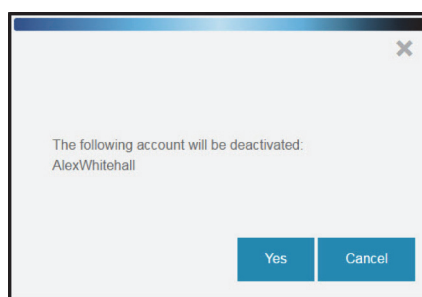 The following account will be deactivated:
AlexWhitehall
Yes Cancel